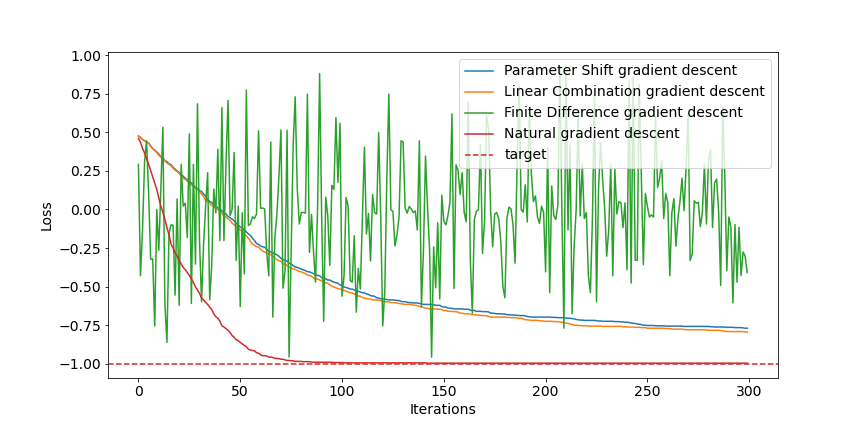 1.00
0.75
0.50
0.25
0.00
−0.25
−0.50
−0.75
−1.00
Loss
Parameter Shift gradient descent
Linear Combination gradient descent
Finite Difference gradient descent
Natural gradient descent
target
0 50 100 150 200 250 300
Iterations